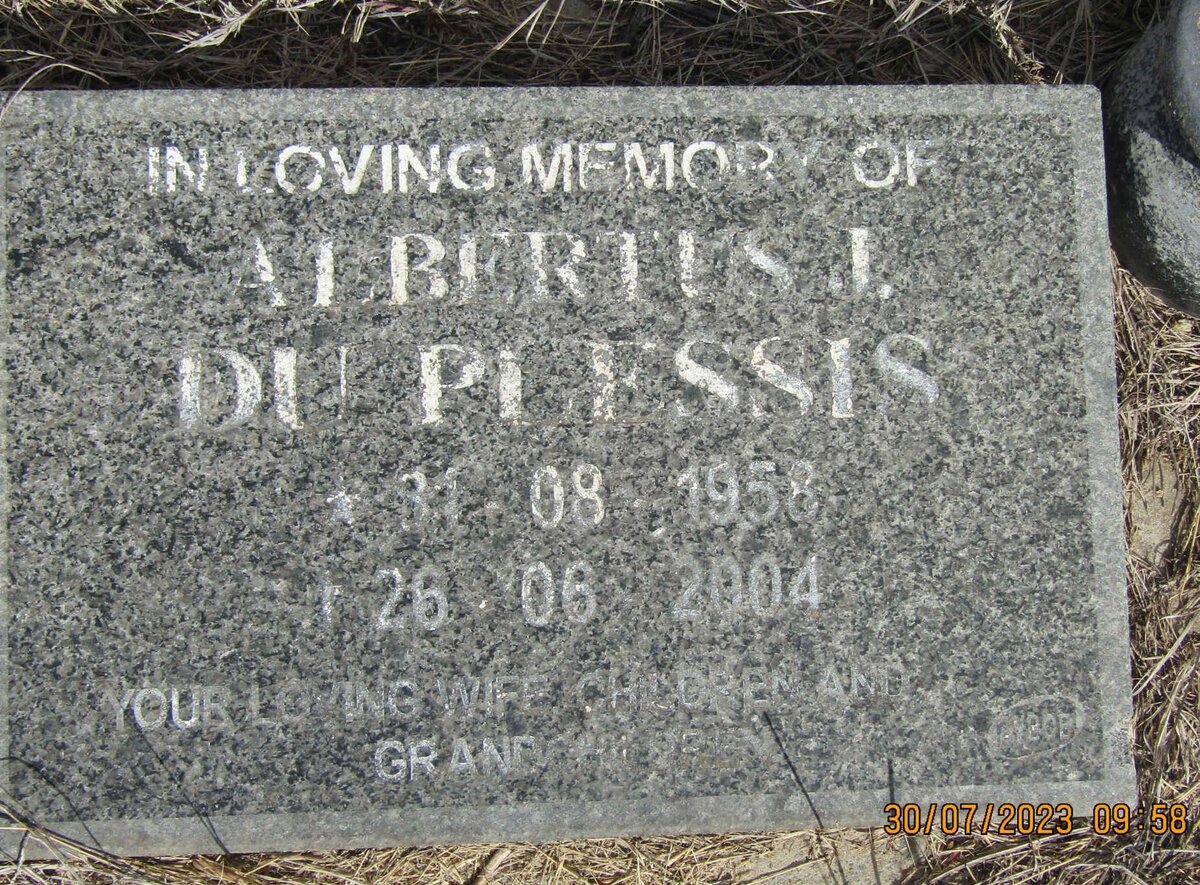 IN LOVING MEMORY OF
ALBERTUS J.
DU PLESSIS
★ 31 · 08 · 1958
† 26 · 06 · 2004
YOUR LOVING WIFE, CHILDREN AND
GRANDCHILDREN
30/07/2023 09:58